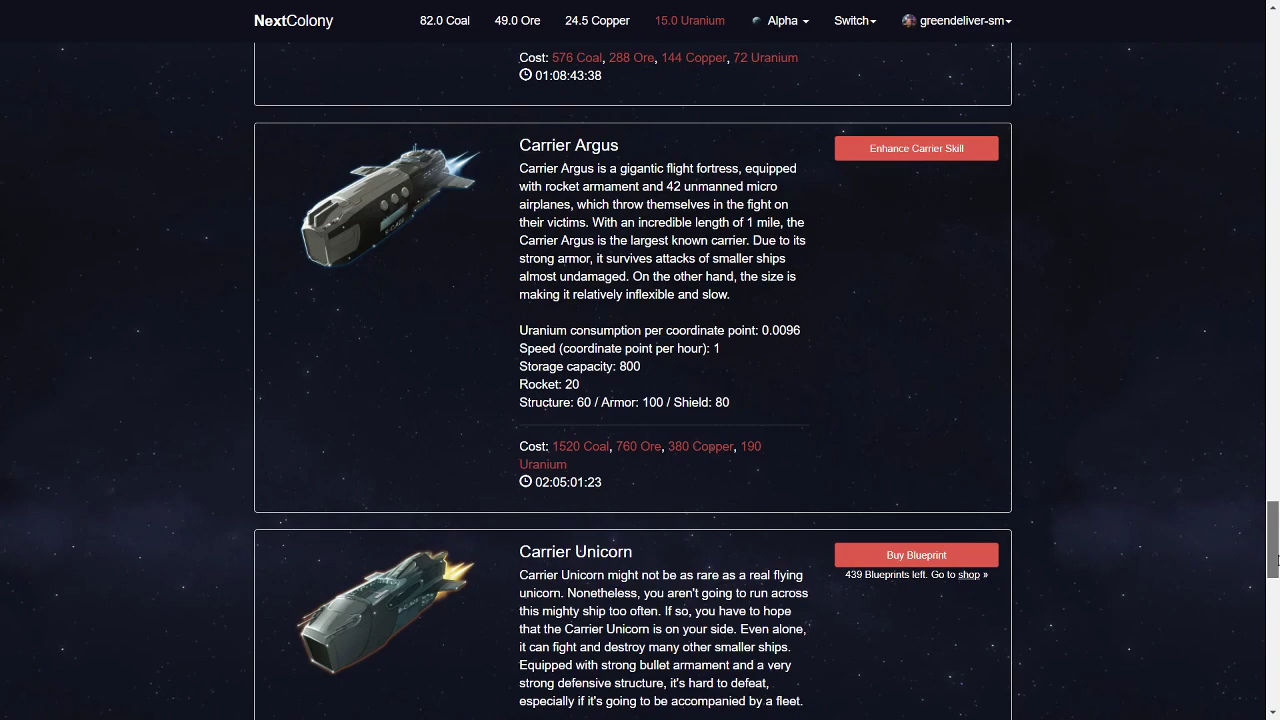 NextColony 82.0 Coal 49.0 Ore 24.5 Copper 15.0 Uranium Alpha Switch greendeliver-sm
Cost: 576 Coal, 288 Ore, 144 Copper, 72 Uranium
01:08:43:38
Carrier Argus
Enhance Carrier Skill
Carrier Argus is a gigantic flight fortress, equipped
with rocket armament and 42 unmanned micro
airplanes, which throw themselves in the fight on
their victims. With an incredible length of 1 mile, the
Carrier Argus is the largest known carrier. Due to its
strong armor, it survives attacks of smaller ships
almost undamaged. On the other hand, the size is
making it relatively inflexible and slow.
Uranium consumption per coordinate point: 0.0096
Speed (coordinate point per hour): 1
Storage capacity: 800
Rocket: 20
Structure: 60 / Armor: 100 / Shield: 80
Cost: 1520 Coal, 760 Ore, 380 Copper, 190
Uranium
02:05:01:23
Carrier Unicorn
Buy Blueprint
439 Blueprints left. Go to shop »
Carrier Unicorn might not be as rare as a real flying
unicorn. Nonetheless, you aren't going to run across
this mighty ship too often. If so, you have to hope
that the Carrier Unicorn is on your side. Even alone,
it can fight and destroy many other smaller ships.
Equipped with strong bullet armament and a very
strong defensive structure, it's hard to defeat,
especially if it's going to be accompanied by a fleet.